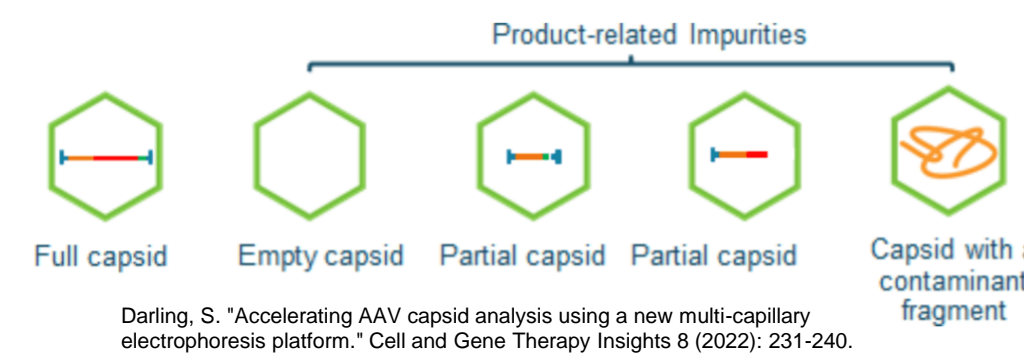 Product-related Impurities
Full capsid
Empty capsid
Partial capsid
Partial capsid
Capsid with
contaminant
fragment
Darling, S. "Accelerating AAV capsid analysis using a new multi-capillary
electrophoresis platform." Cell and Gene Therapy Insights 8 (2022): 231-240.